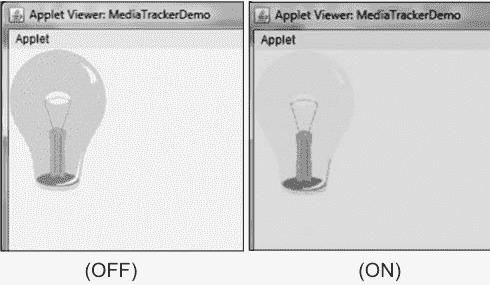 Applet Viewer: MediaTrackerDemo
Applet
(OFF)
Applet Viewer: MediaTrackerDemo
Applet
(ON)